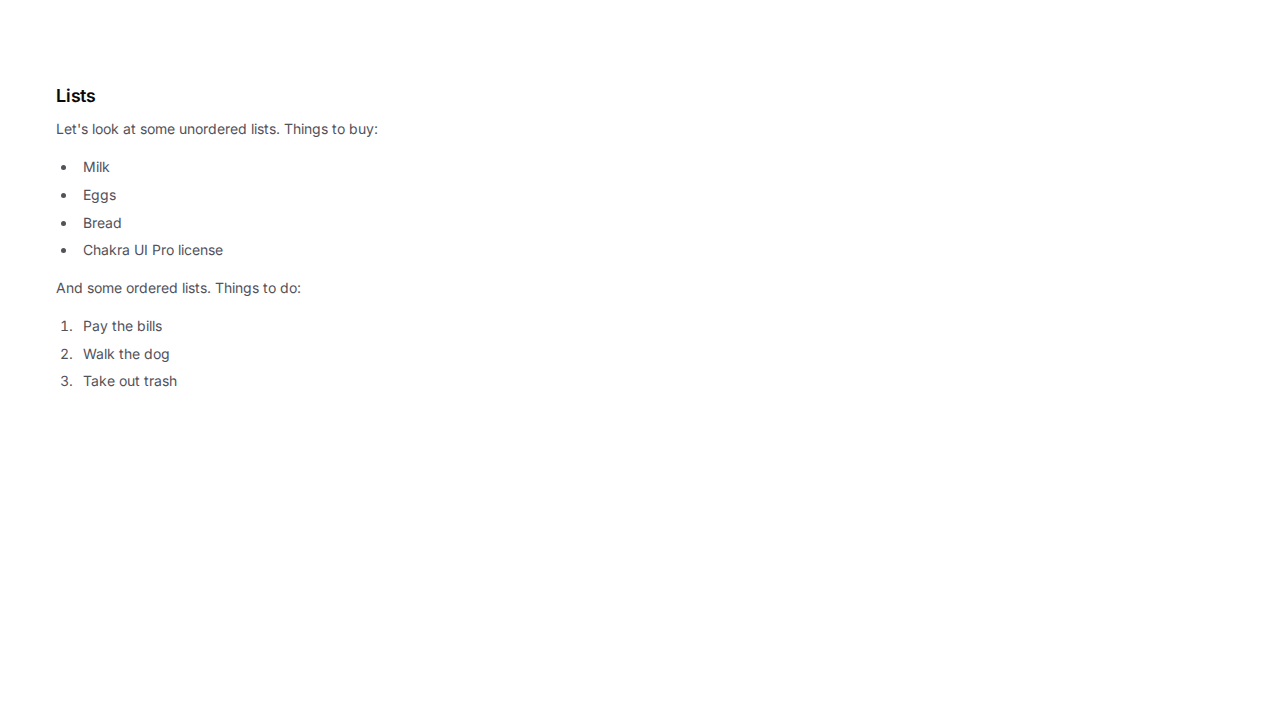 Lists
Let's look at some unordered lists. Things to buy:
• Milk
• Eggs
• Bread
• Chakra UI Pro license
And some ordered lists. Things to do:
1. Pay the bills
2. Walk the dog
3. Take out trash